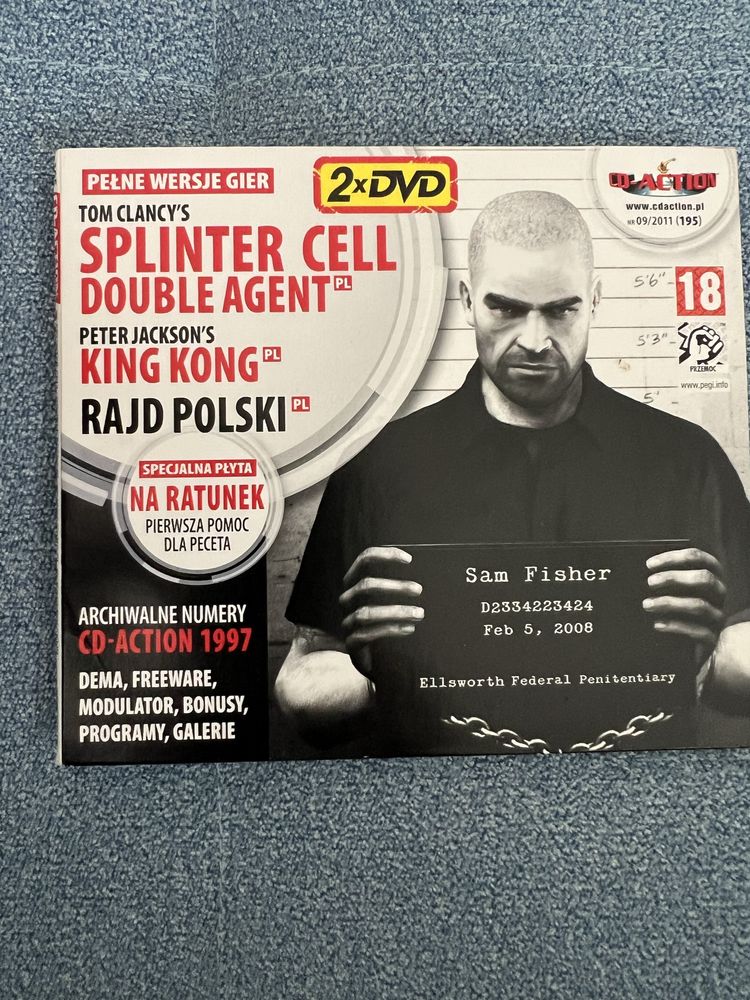 PEŁNE WERSJE GIER
2xDVD
TOM CLANCY'S
SPLINTER CELL
DOUBLE AGENT PL
PETER JACKSON'S
KING KONG PL
RAJD POLSKI PL
SPECJALNA PŁYTA
NA RATUNEK
PIERWSZA POMOC
DLA PECETA
ARCHIWALNE NUMERY
CD-ACTION 1997
DEMA, FREEWARE,
MODULATOR, BONUSY,
PROGRAMY, GALERIE
CD-ACTION
www.cdaction.pl
NR 09/2011 (195)
5'6"
18
5'3"
PRZEMOC
www.pegi.info
5'
Sam Fisher
D2334223424
Feb 5, 2008
Ellsworth Federal Penitentiary